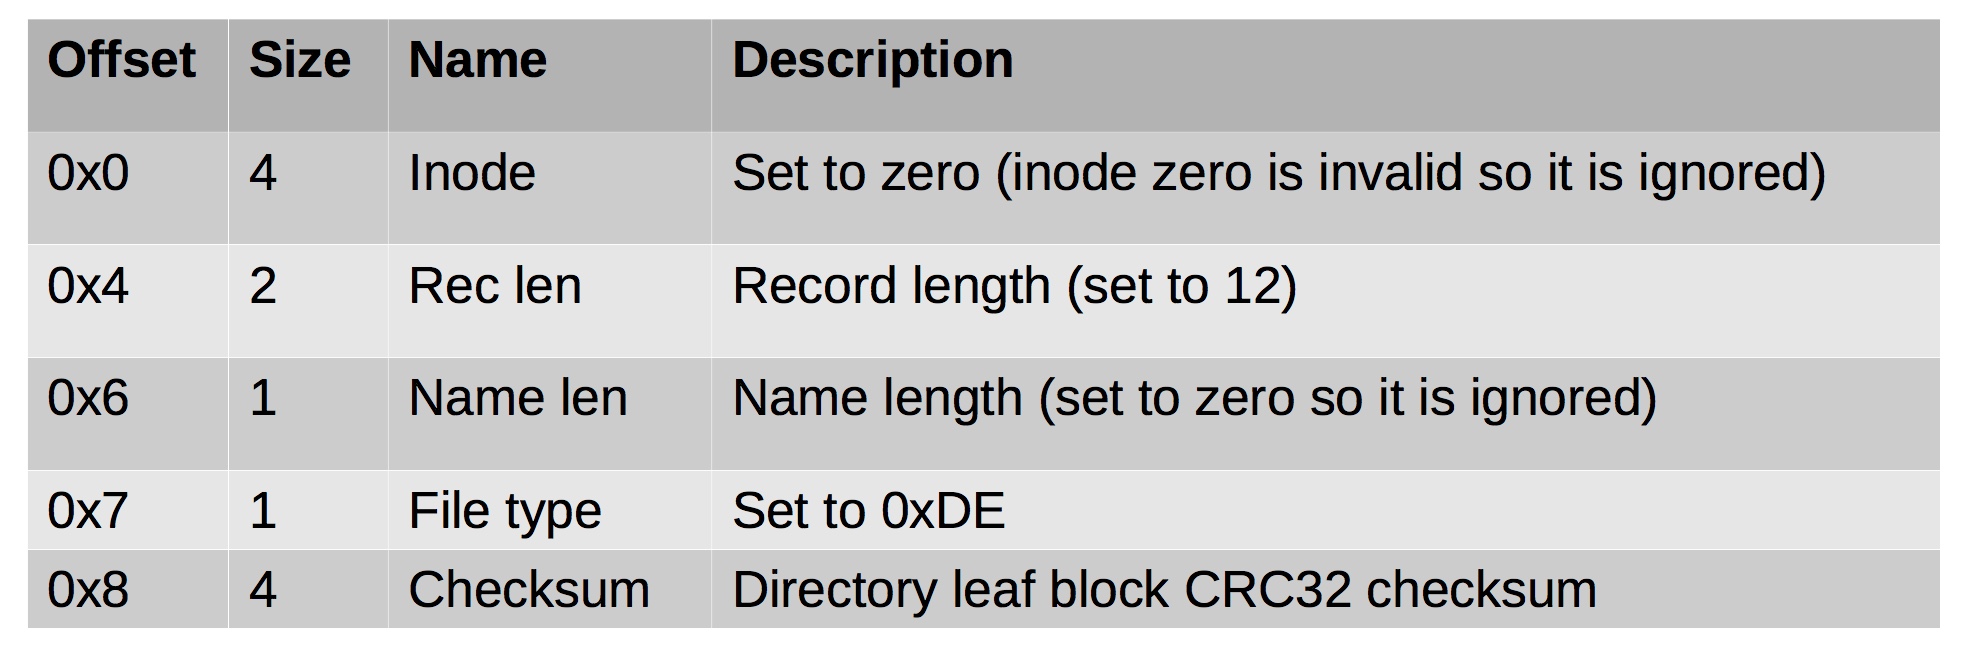 Offset Size Name Description
0x0 4 Inode Set to zero (inode zero is invalid so it is ignored)
0x4 2 Rec len Record length (set to 12)
0x6 1 Name len Name length (set to zero so it is ignored)
0x7 1 File type Set to 0xDE
0x8 4 Checksum Directory leaf block CRC32 checksum